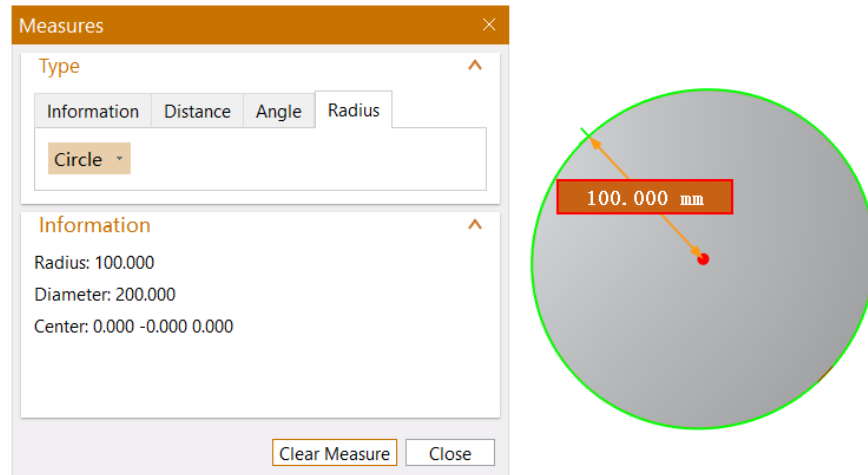 Measures
Type
Information Distance Angle Radius
Circle
Information
Radius: 100.000
Diameter: 200.000
Center: 0.000 -0.000 0.000
Clear Measure Close
100.000 mm